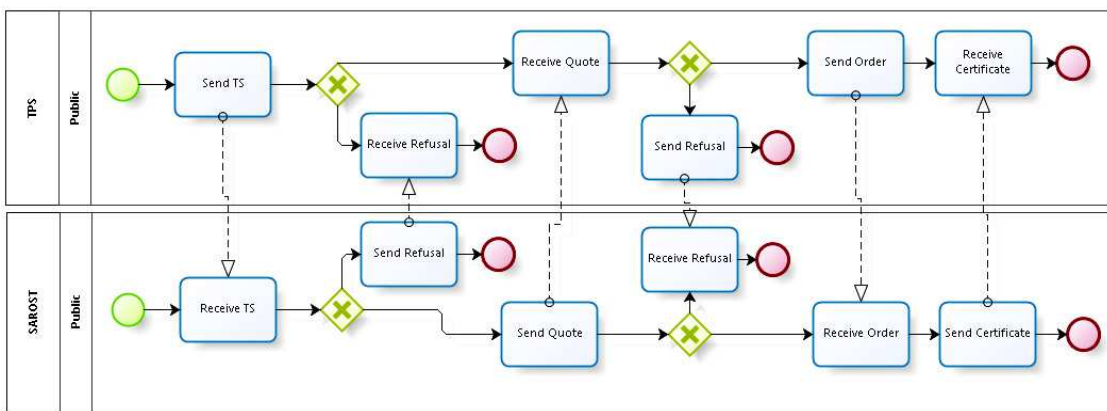 TPS
Public
Send TS
Receive Quote
Send Order
Receive
Certificate
Receive Refusal
Send Refusal
SAROST
Public
Send Refusal
Receive Refusal
Receive TS
Send Quote
Receive Order
Send Certificate